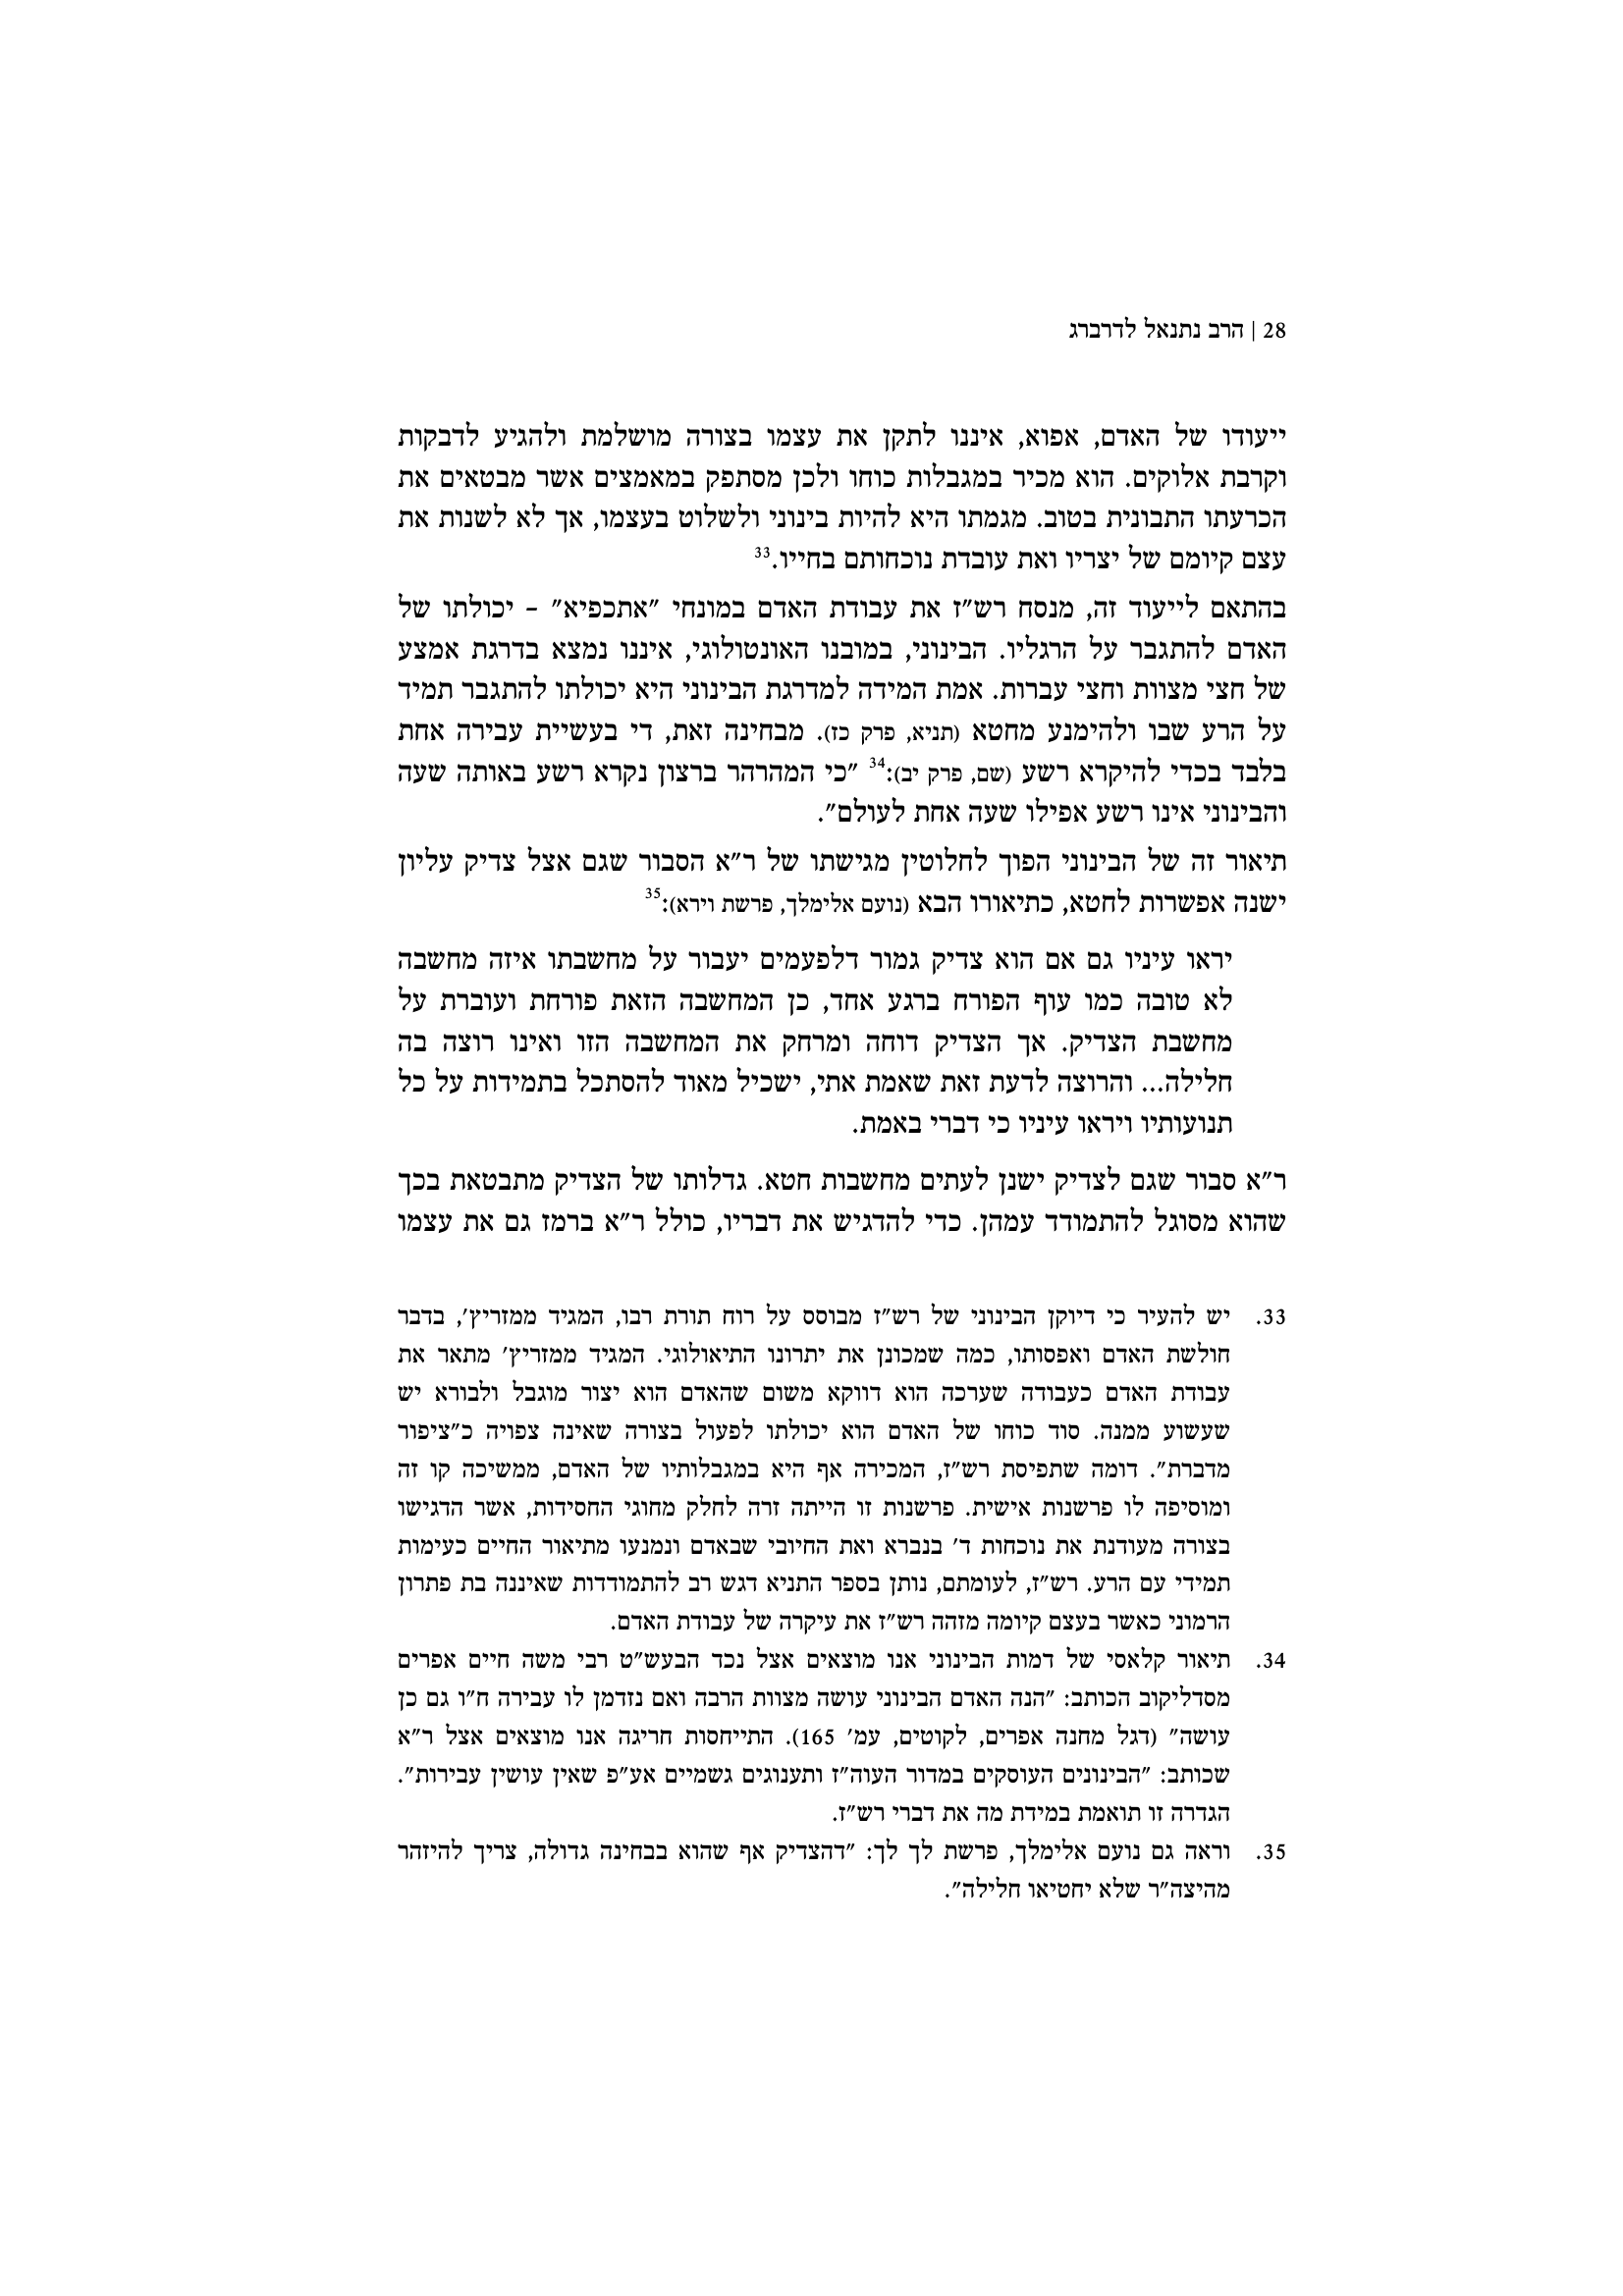 28 | הרב נתנאל לדרברג
ייעודו של האדם, אפוא, איננו לתקן את עצמו בצורה מושלמת ולהגיע לדבקות
וקרבת אלוקים. הוא מכיר במגבלות כוחו ולכן מסתפק במאמצים אשר מבטאים את
הכרעתו התבונית בטוב. מגמתו היא להיות בינוני ולשלוט בעצמו, אך לא לשנות את
עצם קיומם של יצריו ואת עובדת נוכחותם בחייו.33
בהתאם לייעוד זה, מנסח רש״ז את עבודת האדם במונחי ״אתכפיא״ – יכולתו של
האדם להתגבר על הרגליו. הבינוני, במובנו האונטולוגי, איננו נמצא בדרגת אמצע
של חצי מצוות וחצי עברות. אמת המידה למדרגת הבינוני היא יכולתו להתגבר תמיד
על הרע שבו ולהימנע מחטא (תניא, פרק כז). מבחינה זאת, די בעשיית עבירה אחת
בלבד בכדי להיקרא רשע (שם, פרק יב):34 ״כי המהרהר ברצון נקרא רשע באותה שעה
והבינוני אינו רשע אפילו שעה אחת לעולם״.
תיאור זה של הבינוני הפוך לחלוטין מגישתו של ר״א הסבור שגם אצל צדיק עליון
ישנה אפשרות לחטא, כתיאורו הבא (נועם אלימלך, פרשת וירא):35
יראו עיניו גם אם הוא צדיק גמור דלפעמים יעבור על מחשבתו איזה מחשבה
לא טובה כמו עוף הפורח ברגע אחד, כן המחשבה הזאת פורחת ועוברת על
מחשבת הצדיק. אך הצדיק דוחה ומרחק את המחשבה הזו ואינו רוצה בה
חלילה... והרוצה לדעת זאת שאמת אתי, ישכיל מאוד להסתכל בתמידות על כל
תנועותיו ויראו עיניו כי דברי באמת.
ר״א סבור שגם לצדיק ישנן לעתים מחשבות חטא. גדלותו של הצדיק מתבטאת בכך
שהוא מסוגל להתמודד עמהן. כדי להדגיש את דבריו, כולל ר״א ברמז גם את עצמו
33. יש להעיר כי דיוקן הבינוני של רש״ז מבוסס על רוח תורת רבו, המגיד ממזריץ׳, בדבר
חולשת האדם ואפסותו, כמה שמכונן את יתרונו התיאולוגי. המגיד ממזריץ׳ מתאר את
עבודת האדם כעבודה שערכה הוא דווקא משום שהאדם הוא יצור מוגבל ולבורא יש
שעשוע ממנה. סוד כוחו של האדם הוא יכולתו לפעול בצורה שאינה צפויה כ״ציפור
מדברת״. דומה שתפיסת רש״ז, המכירה אף היא במגבלותיו של האדם, ממשיכה קו זה
ומוסיפה לו פרשנות אישית. פרשנות זו הייתה זרה לחלק מחוגי החסידות, אשר הדגישו
בצורה מעודנת את נוכחות ד׳ בנברא ואת החיובי שבאדם ונמנעו מתיאור החיים כעימות
תמידי עם הרע. רש״ז, לעומתם, נותן בספר התניא דגש רב להתמודדות שאיננה בת פתרון
הרמוני כאשר בעצם קיומה מזהה רש״ז את עיקרה של עבודת האדם.
34. תיאור קלאסי של דמות הבינוני אנו מוצאים אצל נכד הבעש״ט רבי משה חיים אפרים
מסדליקוב הכותב: ״הנה האדם הבינוני עושה מצוות הרבה ואם נזדמן לו עבירה ח״ו גם כן
עושה״ (דגל מחנה אפרים, לקוטים, עמ׳ 165). התייחסות חריגה אנו מוצאים אצל ר״א
שכותב: ״הבינונים העוסקים במדור העוה״ז ותענוגים גשמיים אע״פ שאין עושין עבירות״.
הגדרה זו תואמת במידת מה את דברי רש״ז.
35. וראה גם נועם אלימלך, פרשת לך לך: ״דהצדיק אף שהוא בבחינה גדולה, צריך להיזהר
מהיצה״ר שלא יחטיאו חלילה״.